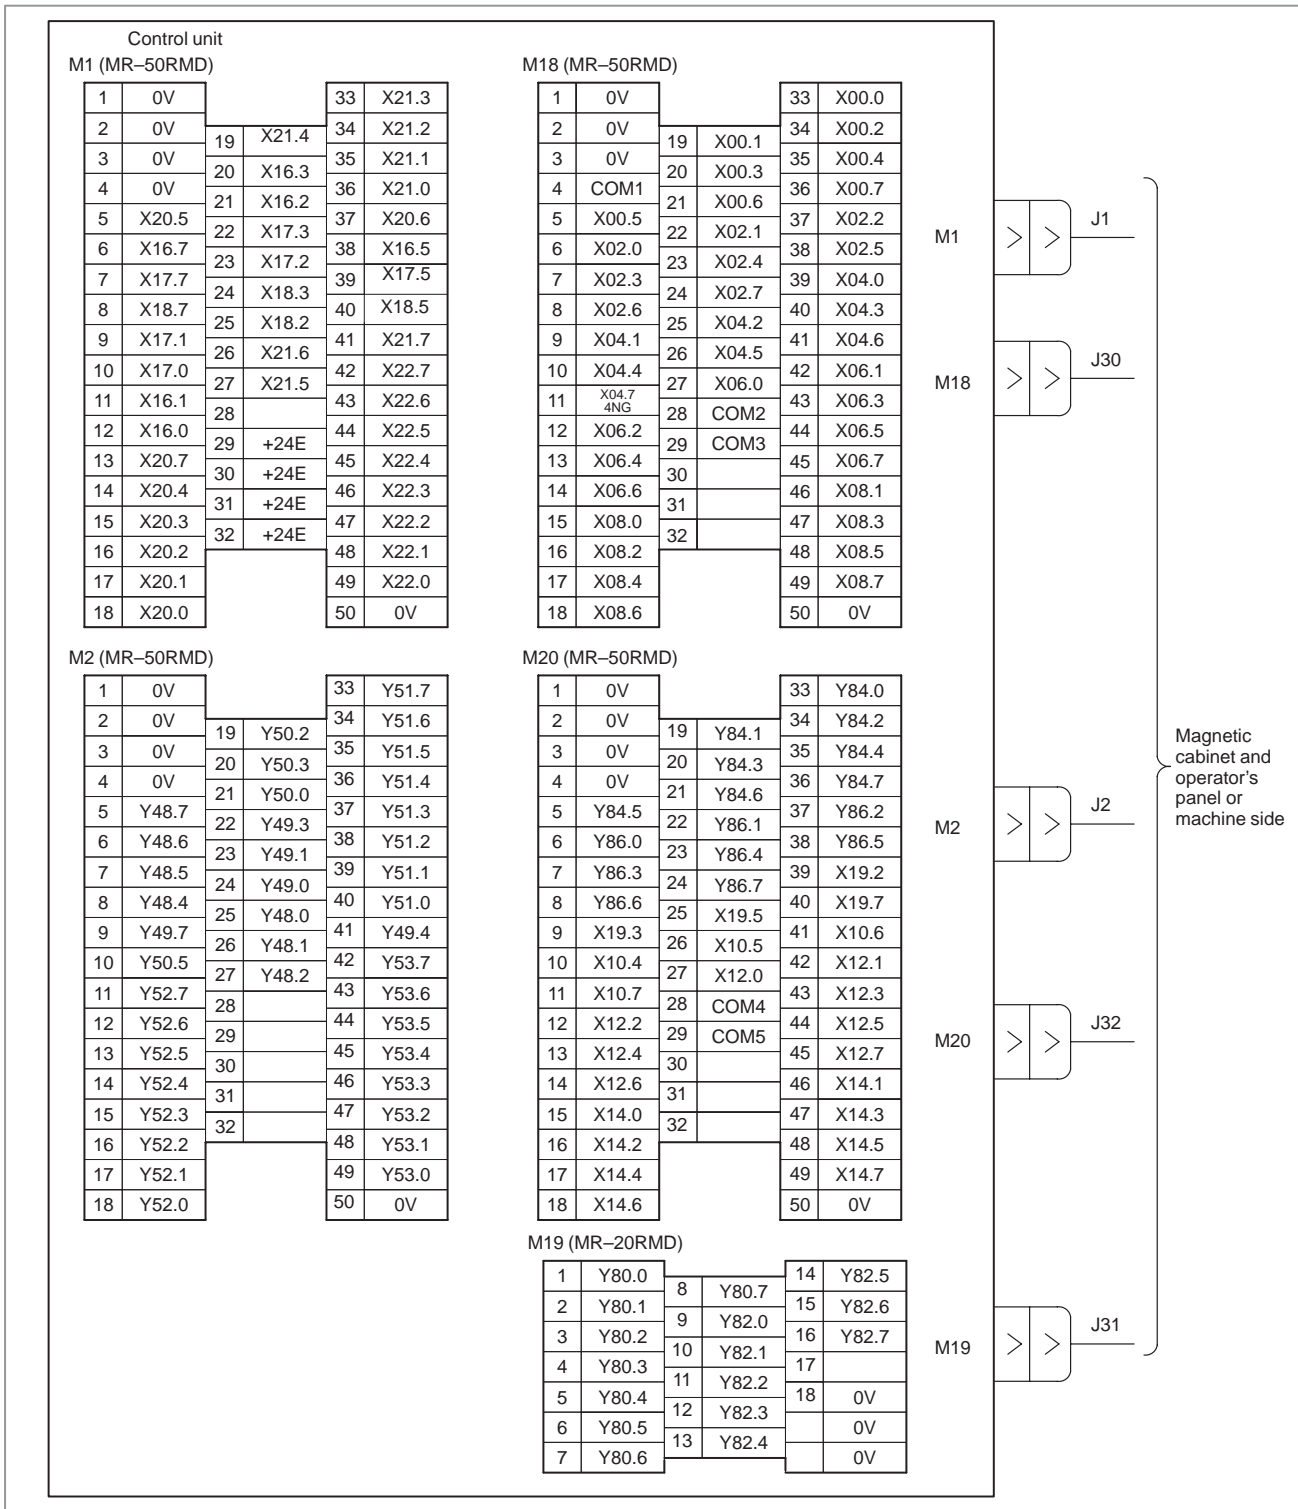 Control unit
M1 (MR–50RMD)
1 0V 33 X21.3
2 0V 19 X21.4 34 X21.2
3 0V 20 X16.3 35 X21.1
4 0V 21 X16.2 36 X21.0
5 X20.5 22 X17.3 37 X20.6
6 X16.7 23 X17.2 38 X16.5
7 X17.7 24 X18.3 39 X17.5
8 X18.7 25 X18.2 40 X18.5
9 X17.1 26 X21.6 41 X21.7
10 X17.0 27 X21.5 42 X22.7
11 X16.1 28 43 X22.6
12 X16.0 29 +24E 44 X22.5
13 X20.7 30 +24E 45 X22.4
14 X20.4 31 +24E 46 X22.3
15 X20.3 32 +24E 47 X22.2
16 X20.2 48 X22.1
17 X20.1 49 X22.0
18 X20.0 50 0V
M18 (MR–50RMD)
1 0V 33 X00.0
2 0V 19 X00.1 34 X00.2
3 0V 20 X00.3 35 X00.4
4 COM1 21 X00.6 36 X00.7
5 X00.5 22 X02.1 37 X02.2
6 X02.0 23 X02.4 38 X02.5
7 X02.3 24 X02.7 39 X04.0
8 X02.6 25 X04.2 40 X04.3
9 X04.1 26 X04.5 41 X04.6
10 X04.4 27 X06.0 42 X06.1
11 X04.7 4NG 28 COM2 43 X06.3
12 X06.2 29 COM3 44 X06.5
13 X06.4 30 45 X06.7
14 X06.6 31 46 X08.1
15 X08.0 32 47 X08.3
16 X08.2 48 X08.5
17 X08.4 49 X08.7
18 X08.6 50 0V
M2 (MR–50RMD)
1 0V 33 Y51.7
2 0V 19 Y50.2 34 Y51.6
3 0V 20 Y50.3 35 Y51.5
4 0V 21 Y50.0 36 Y51.4
5 Y48.7 22 Y49.3 37 Y51.3
6 Y48.6 23 Y49.1 38 Y51.2
7 Y48.5 24 Y49.0 39 Y51.1
8 Y48.4 25 Y48.0 40 Y51.0
9 Y49.7 26 Y48.1 41 Y49.4
10 Y50.5 27 Y48.2 42 Y53.7
11 Y52.7 28 43 Y53.6
12 Y52.6 29 44 Y53.5
13 Y52.5 30 45 Y53.4
14 Y52.4 31 46 Y53.3
15 Y52.3 32 47 Y53.2
16 Y52.2 48 Y53.1
17 Y52.1 49 Y53.0
18 Y52.0 50 0V
M20 (MR–50RMD)
1 0V 33 Y84.0
2 0V 19 Y84.1 34 Y84.2
3 0V 20 Y84.3 35 Y84.4
4 0V 21 Y84.6 36 Y84.7
5 Y84.5 22 Y86.1 37 Y86.2
6 Y86.0 23 Y86.4 38 Y86.5
7 Y86.3 24 Y86.7 39 X19.2
8 Y86.6 25 X19.5 40 X19.7
9 X19.3 26 X10.5 41 X10.6
10 X10.4 27 X12.0 42 X12.1
11 X10.7 28 COM4 43 X12.3
12 X12.2 29 COM5 44 X12.5
13 X12.4 30 45 X12.7
14 X12.6 31 46 X14.1
15 X14.0 32 47 X14.3
16 X14.2 48 X14.5
17 X14.4 49 X14.7
18 X14.6 50 0V
M19 (MR–20RMD)
1 Y80.0 14 Y82.5
2 Y80.1 8 Y80.7 15 Y82.6
3 Y80.2 9 Y82.0 16 Y82.7
4 Y80.3 10 Y82.1 17
5 Y80.4 11 Y82.2 18 0V
6 Y80.5 12 Y82.3 0V
7 Y80.6 13 Y82.4 0V
M1 J1
M18 J30
M2 J2
M20 J32
M19 J31
Magnetic
cabinet and
operator's
panel or
machine side